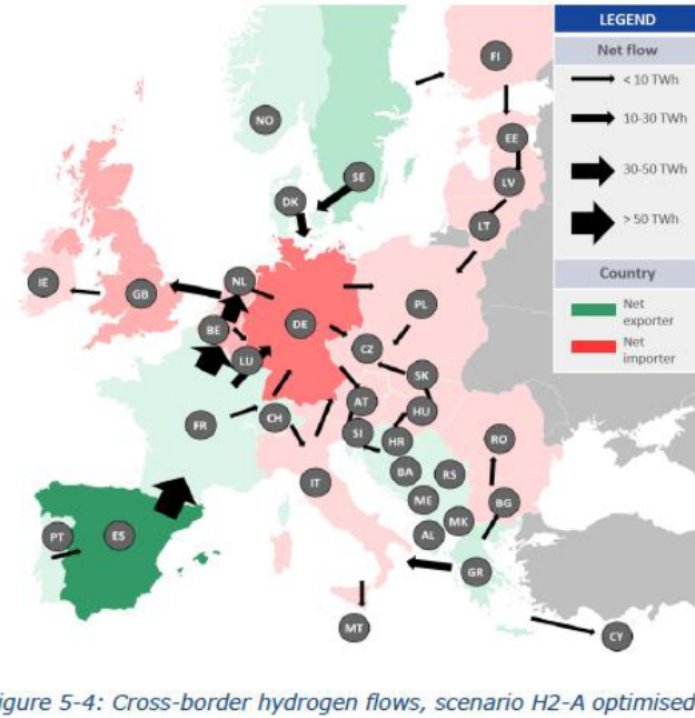 LEGEND
Net flow
< 10 TWh
10-30 TWh
30-50 TWh
> 50 TWh
Country
Net
exporter
Net
importer
FI
NO
EE
SE
LV
DK
LT
IE
GB
NL
PL
BE
DE
CZ
LU
SK
AT
HU
FR
CH
SI
HR
RO
IT
BA
RS
ME
BG
PT
ES
MK
AL
GR
MT
CY
igure 5-4: Cross-border hydrogen flows, scenario H2-A optimised